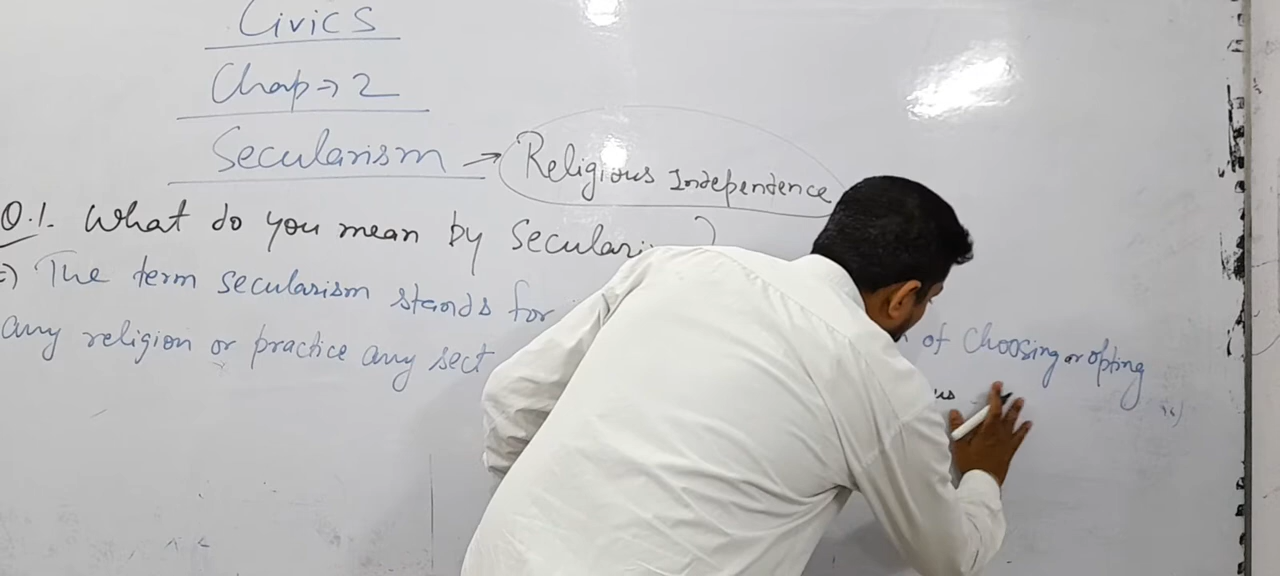 Civics
Chap → 2
Secularism → Religious Independence
Q.1. What do you mean by Secular ?
The term secularism stands for of Choosing or opting
any religion or practice any sect us